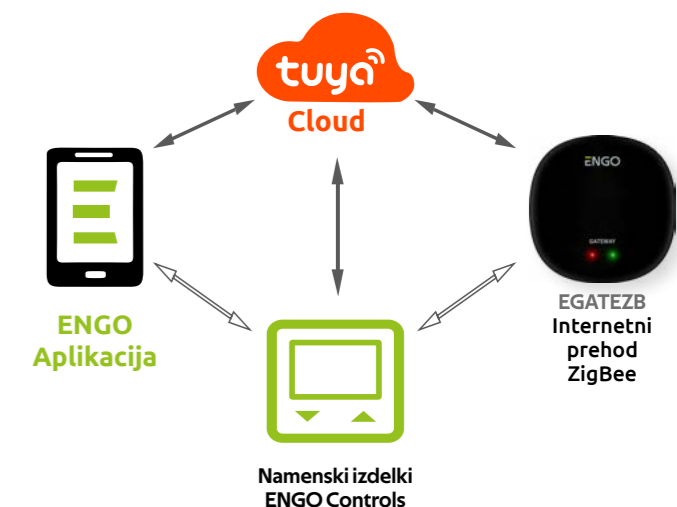 tuya
Cloud
ENGO
GATEWAY
ENGO
Aplikacija
EGATEZB
Internetni
prehod
ZigBee
Namenski izdelki
ENGO Controls